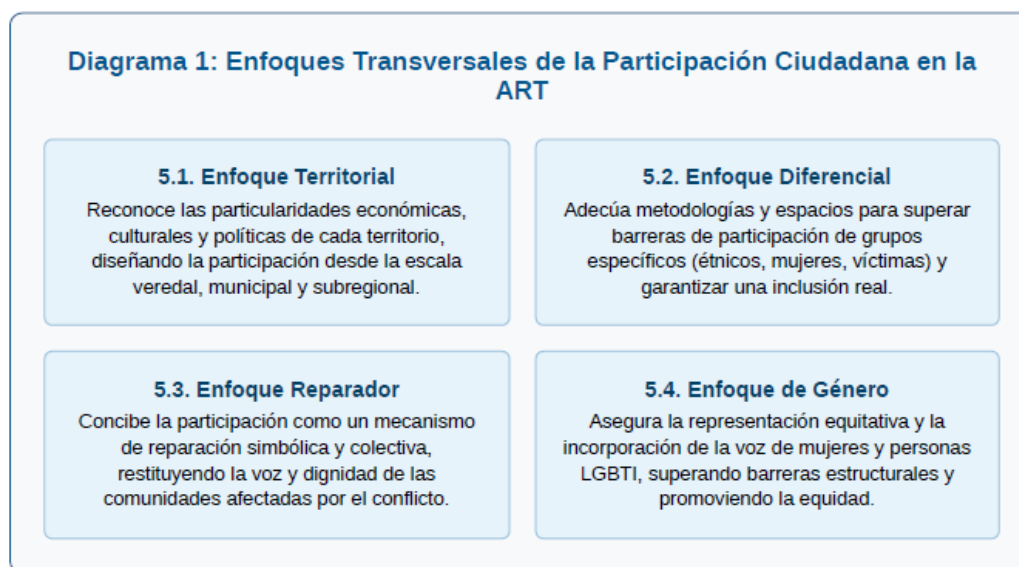 Diagrama 1: Enfoques Transversales de la Participación Ciudadana en la
ART
5.1. Enfoque Territorial
Reconoce las particularidades económicas,
culturales y políticas de cada territorio,
diseñando la participación desde la escala
veredal, municipal y subregional.
5.2. Enfoque Diferencial
Adecúa metodologías y espacios para superar
barreras de participación de grupos
específicos (étnicos, mujeres, víctimas) y
garantizar una inclusión real.
5.3. Enfoque Reparador
Concibe la participación como un mecanismo
de reparación simbólica y colectiva,
restituyendo la voz y dignidad de las
comunidades afectadas por el conflicto.
5.4. Enfoque de Género
Asegura la representación equitativa y la
incorporación de la voz de mujeres y personas
LGBTI, superando barreras estructurales y
promoviendo la equidad.